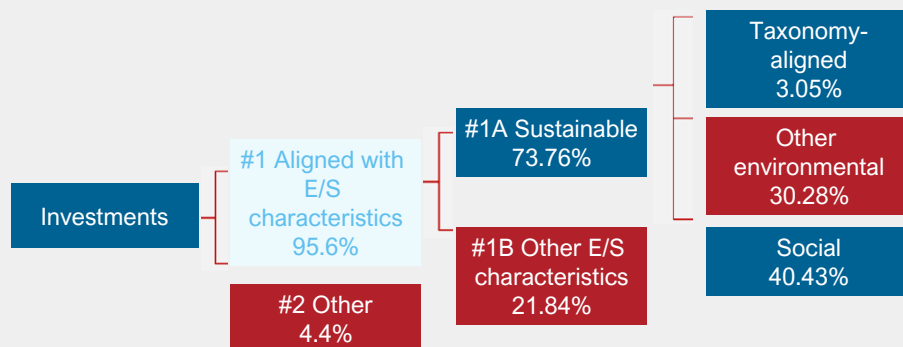 Investments
#1 Aligned with
E/S
characteristics
95.6%
#2 Other
4.4%
#1A Sustainable
73.76%
#1B Other E/S
characteristics
21.84%
Taxonomy-
aligned
3.05%
Other
environmental
30.28%
Social
40.43%